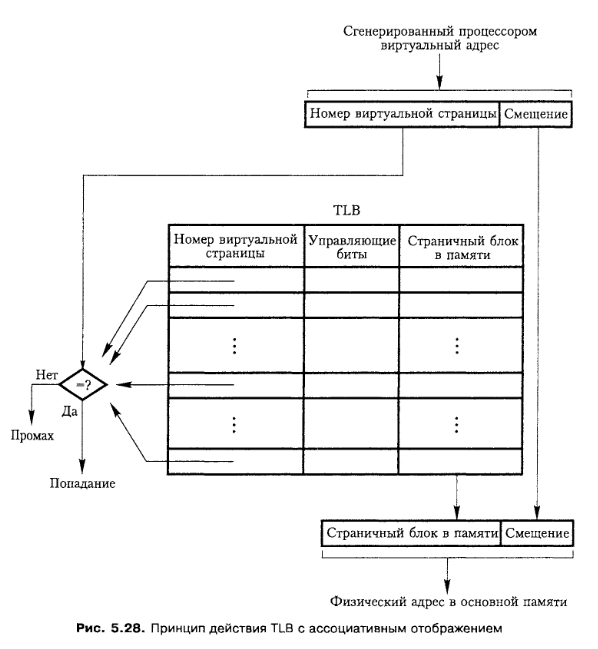 Сгенерированный процессором
виртуальный адрес
Номер виртуальной страницы Смещение
TLB
Номер виртуальной
страницы
Управляющие
биты
Страничный блок
в памяти
Нет
=?
Да
Промах
Попадание
Страничный блок в памяти Смещение
Физический адрес в основной памяти
Рис. 5.28. Принцип действия TLB с ассоциативным отображением